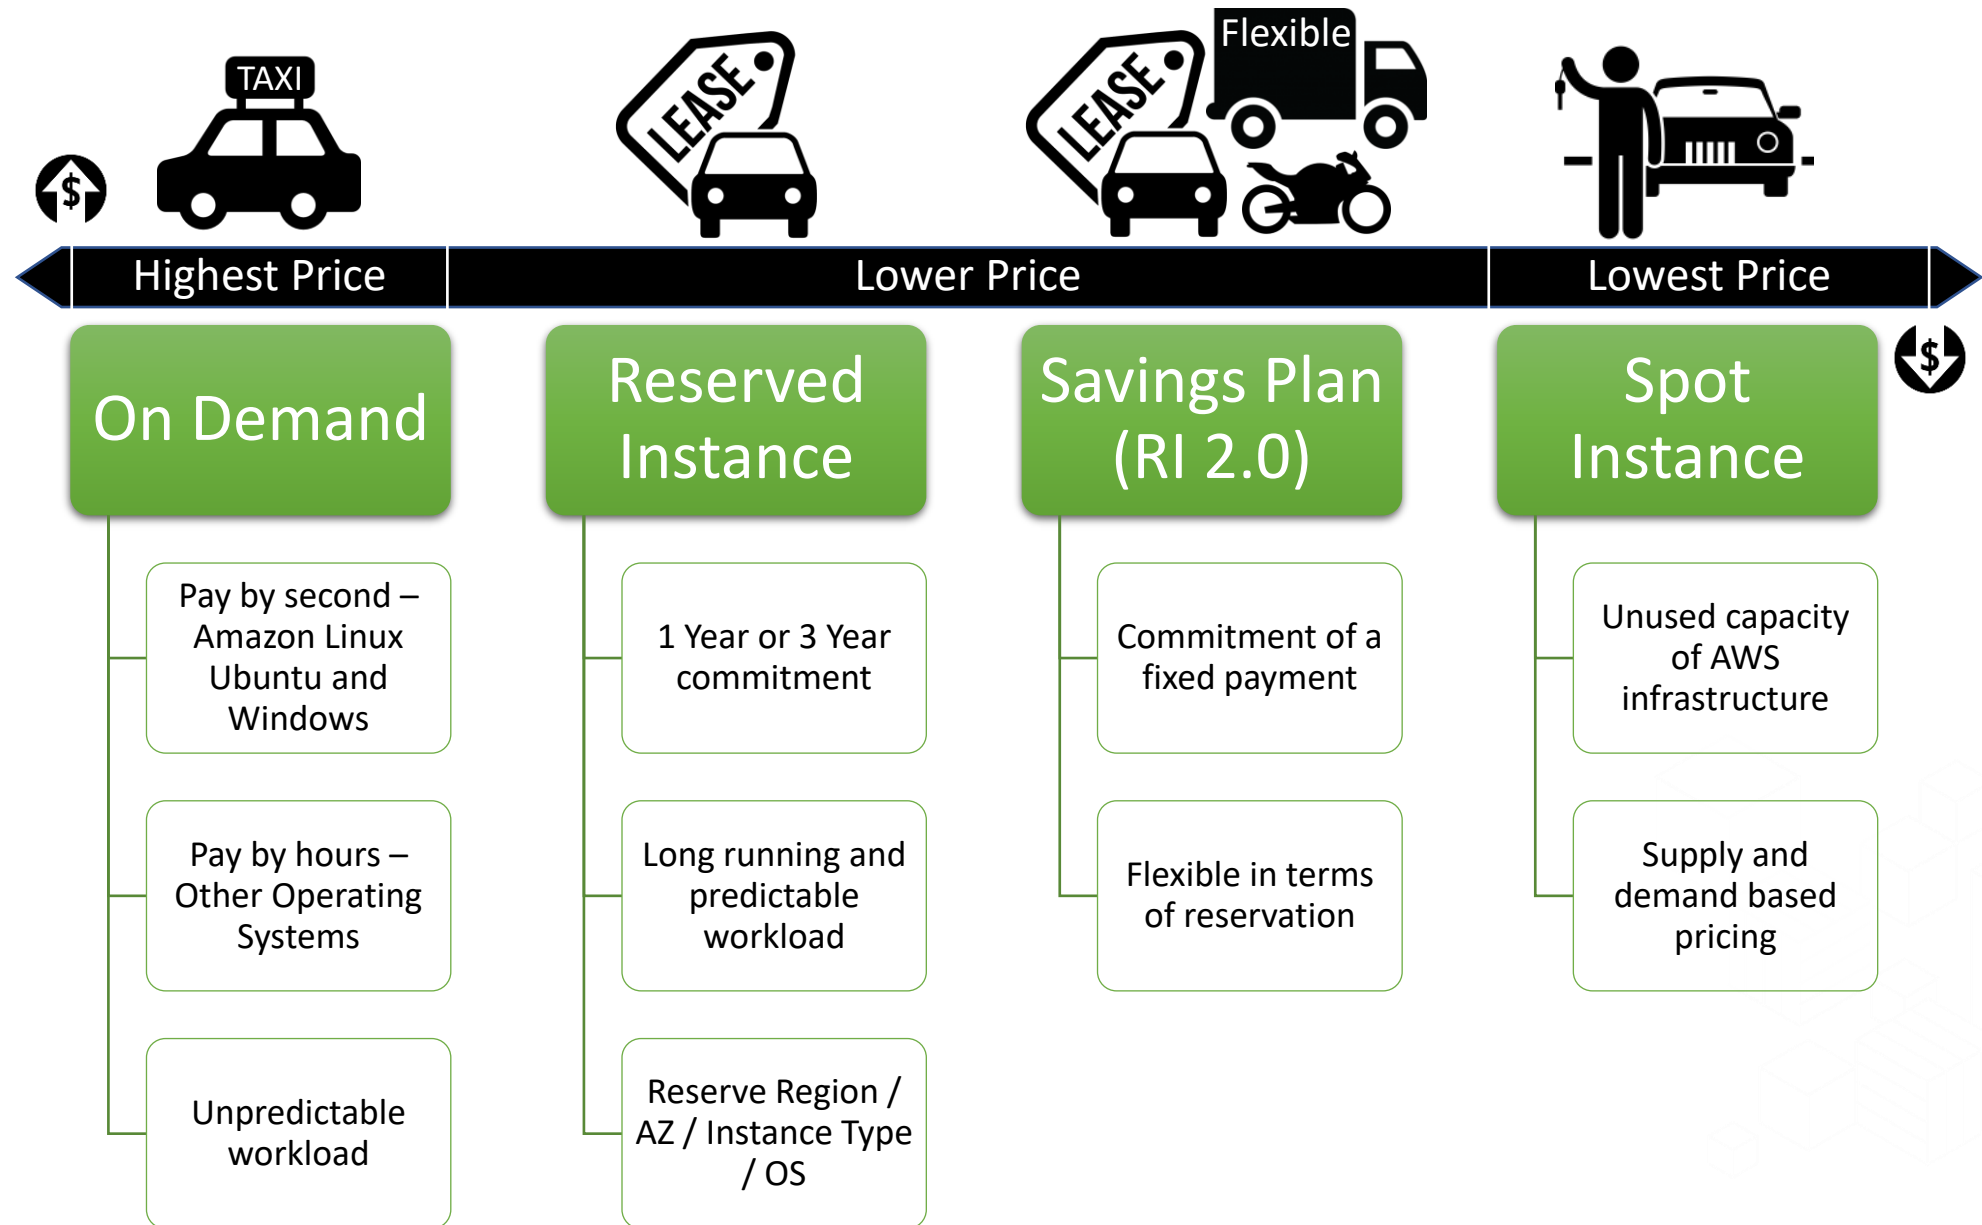 TAXI
LEASE
LEASE
Flexible
$
Highest Price
Lower Price
Lowest Price
$
On Demand
Reserved
Instance
Savings Plan
(RI 2.0)
Spot
Instance
Pay by second –
Amazon Linux
Ubuntu and
Windows
1 Year or 3 Year
commitment
Commitment of a
fixed payment
Unused capacity
of AWS
infrastructure
Pay by hours –
Other Operating
Systems
Long running and
predictable
workload
Flexible in terms
of reservation
Supply and
demand based
pricing
Unpredictable
workload
Reserve Region /
AZ / Instance Type
/ OS